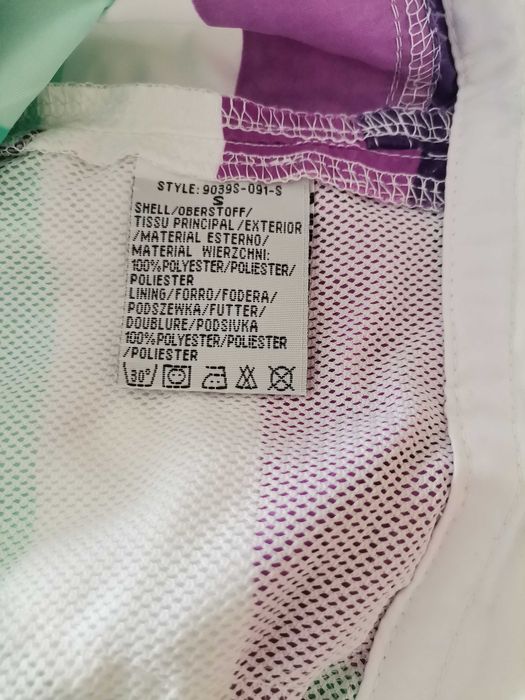 STYLE: 9039S-091-S
S
SHELL/OBERSTOFF/
TISSU PRINCIPAL/EXTERIOR
/MATERIAL ESTERNO/
MATERIAL WIERZCHNI:
100%POLYESTER/POLIESTER/
POLIESTER
LINING/FORRO/FODERA/
PODSZEWKA/FUTTER/
DOUBLURE/PODSIVKA
100%POLYESTER/POLIESTER
/POLIESTER
30°